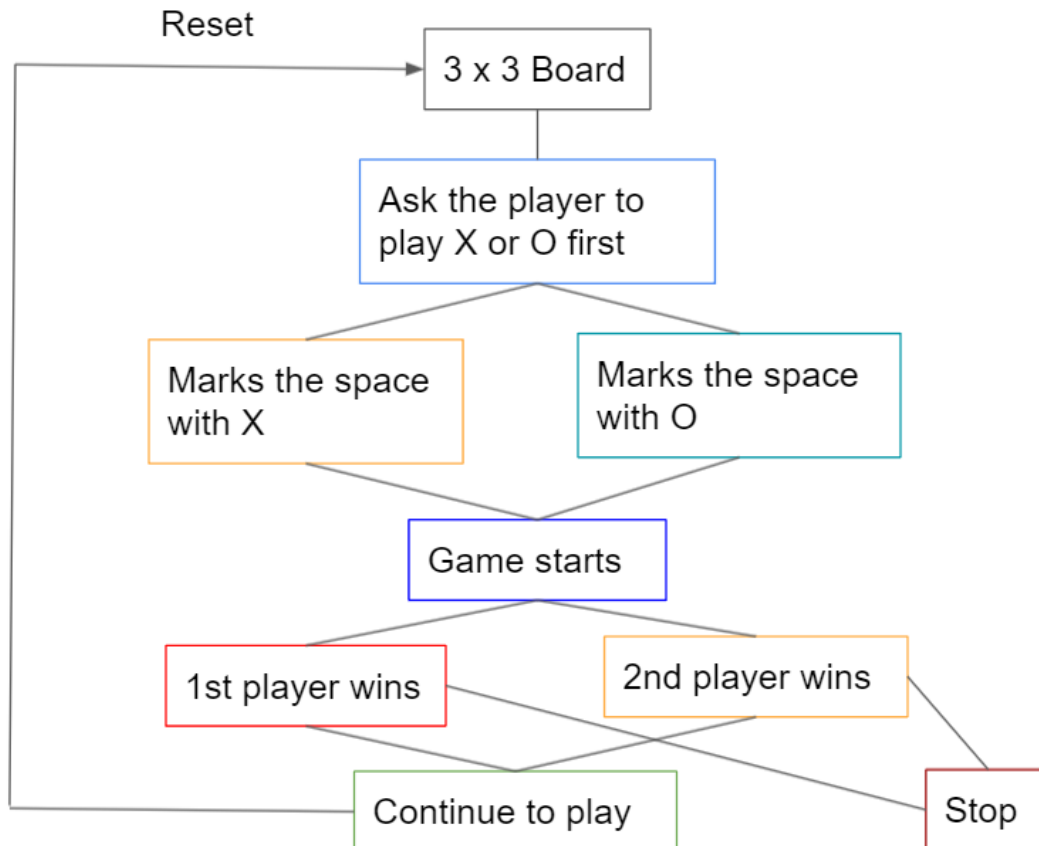 Reset
3 x 3 Board
Ask the player to
play X or O first
Marks the space
with X
Marks the space
with O
Game starts
1st player wins
2nd player wins
Continue to play
Stop